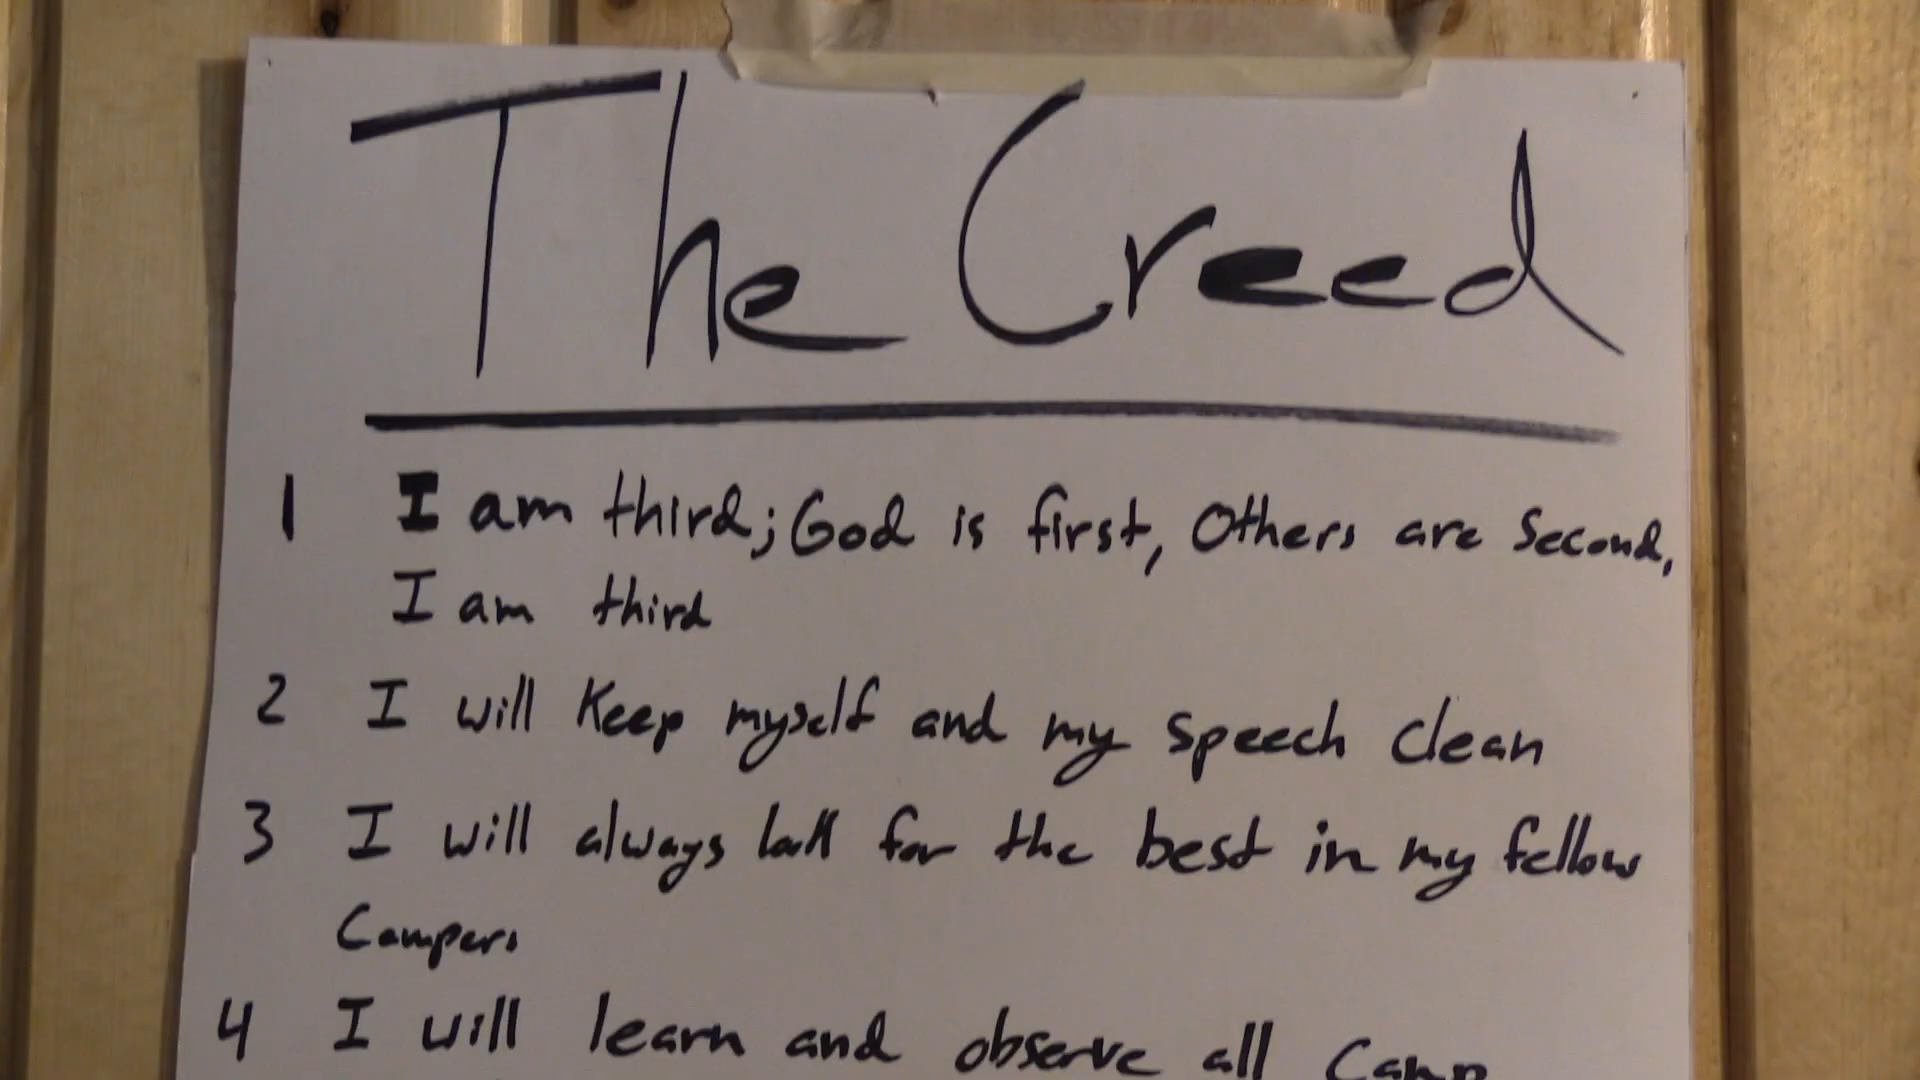 The Creed
1 I am third; God is first, Others are Second,
I am third
2 I will Keep myself and my speech clean
3 I will always look for the best in my fellow
Campers
4 I will learn and observe all Camp